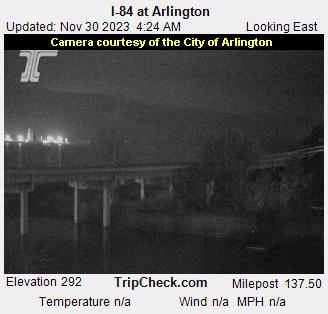 I-84 at Arlington
Updated: Nov 30 2023 4:24 AM Looking East
Camera courtesy of the City of Arlington
Elevation 292 TripCheck.com Milepost 137.50
Temperature n/a Wind n/a MPH n/a